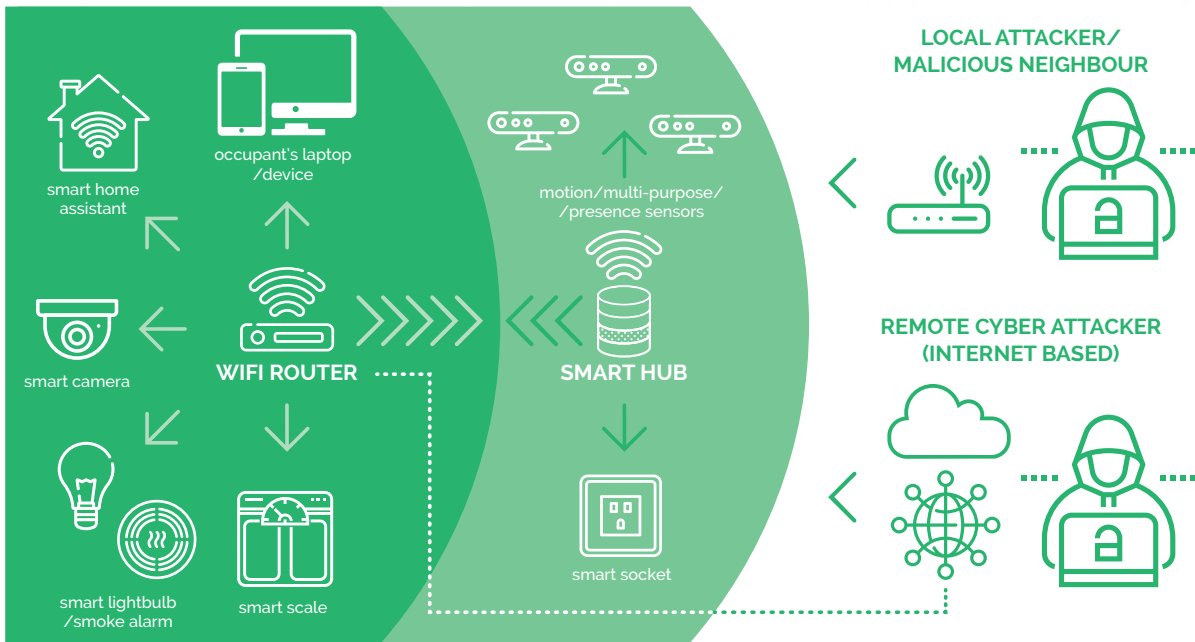 LOCAL ATTACKER/
MALICIOUS NEIGHBOUR
occupant's laptop
/device
smart home
assistant
motion/multi-purpose/
/presence sensors
smart camera
WIFI ROUTER
SMART HUB
REMOTE CYBER ATTACKER
(INTERNET BASED)
smart lightbulb
/smoke alarm
smart scale
smart socket